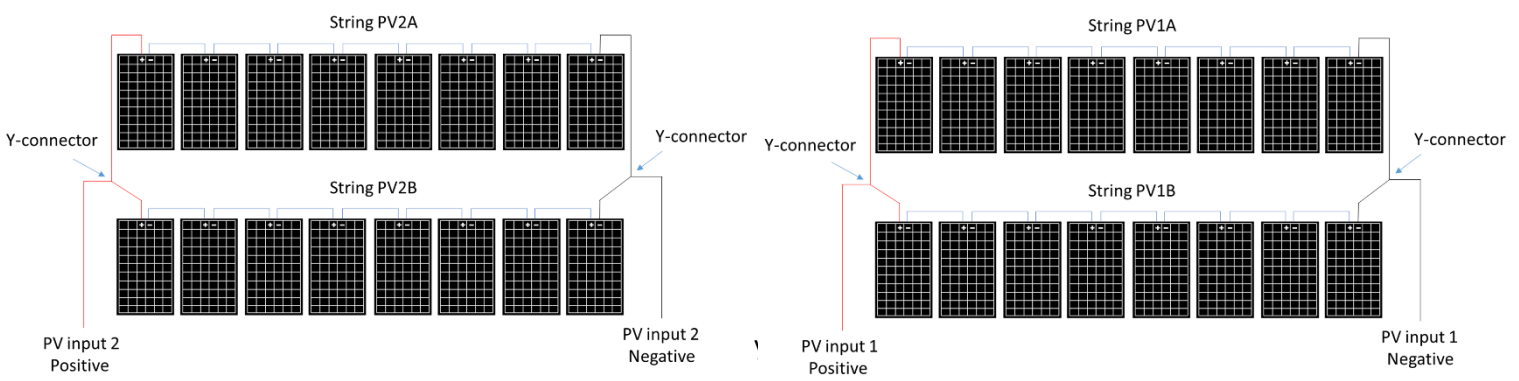 String PV2A
Y-connector
Y-connector
String PV2B
PV input 2
Positive
PV input 2
Negative
String PV1A
Y-connector
Y-connector
String PV1B
PV input 1
Positive
PV input 1
Negative